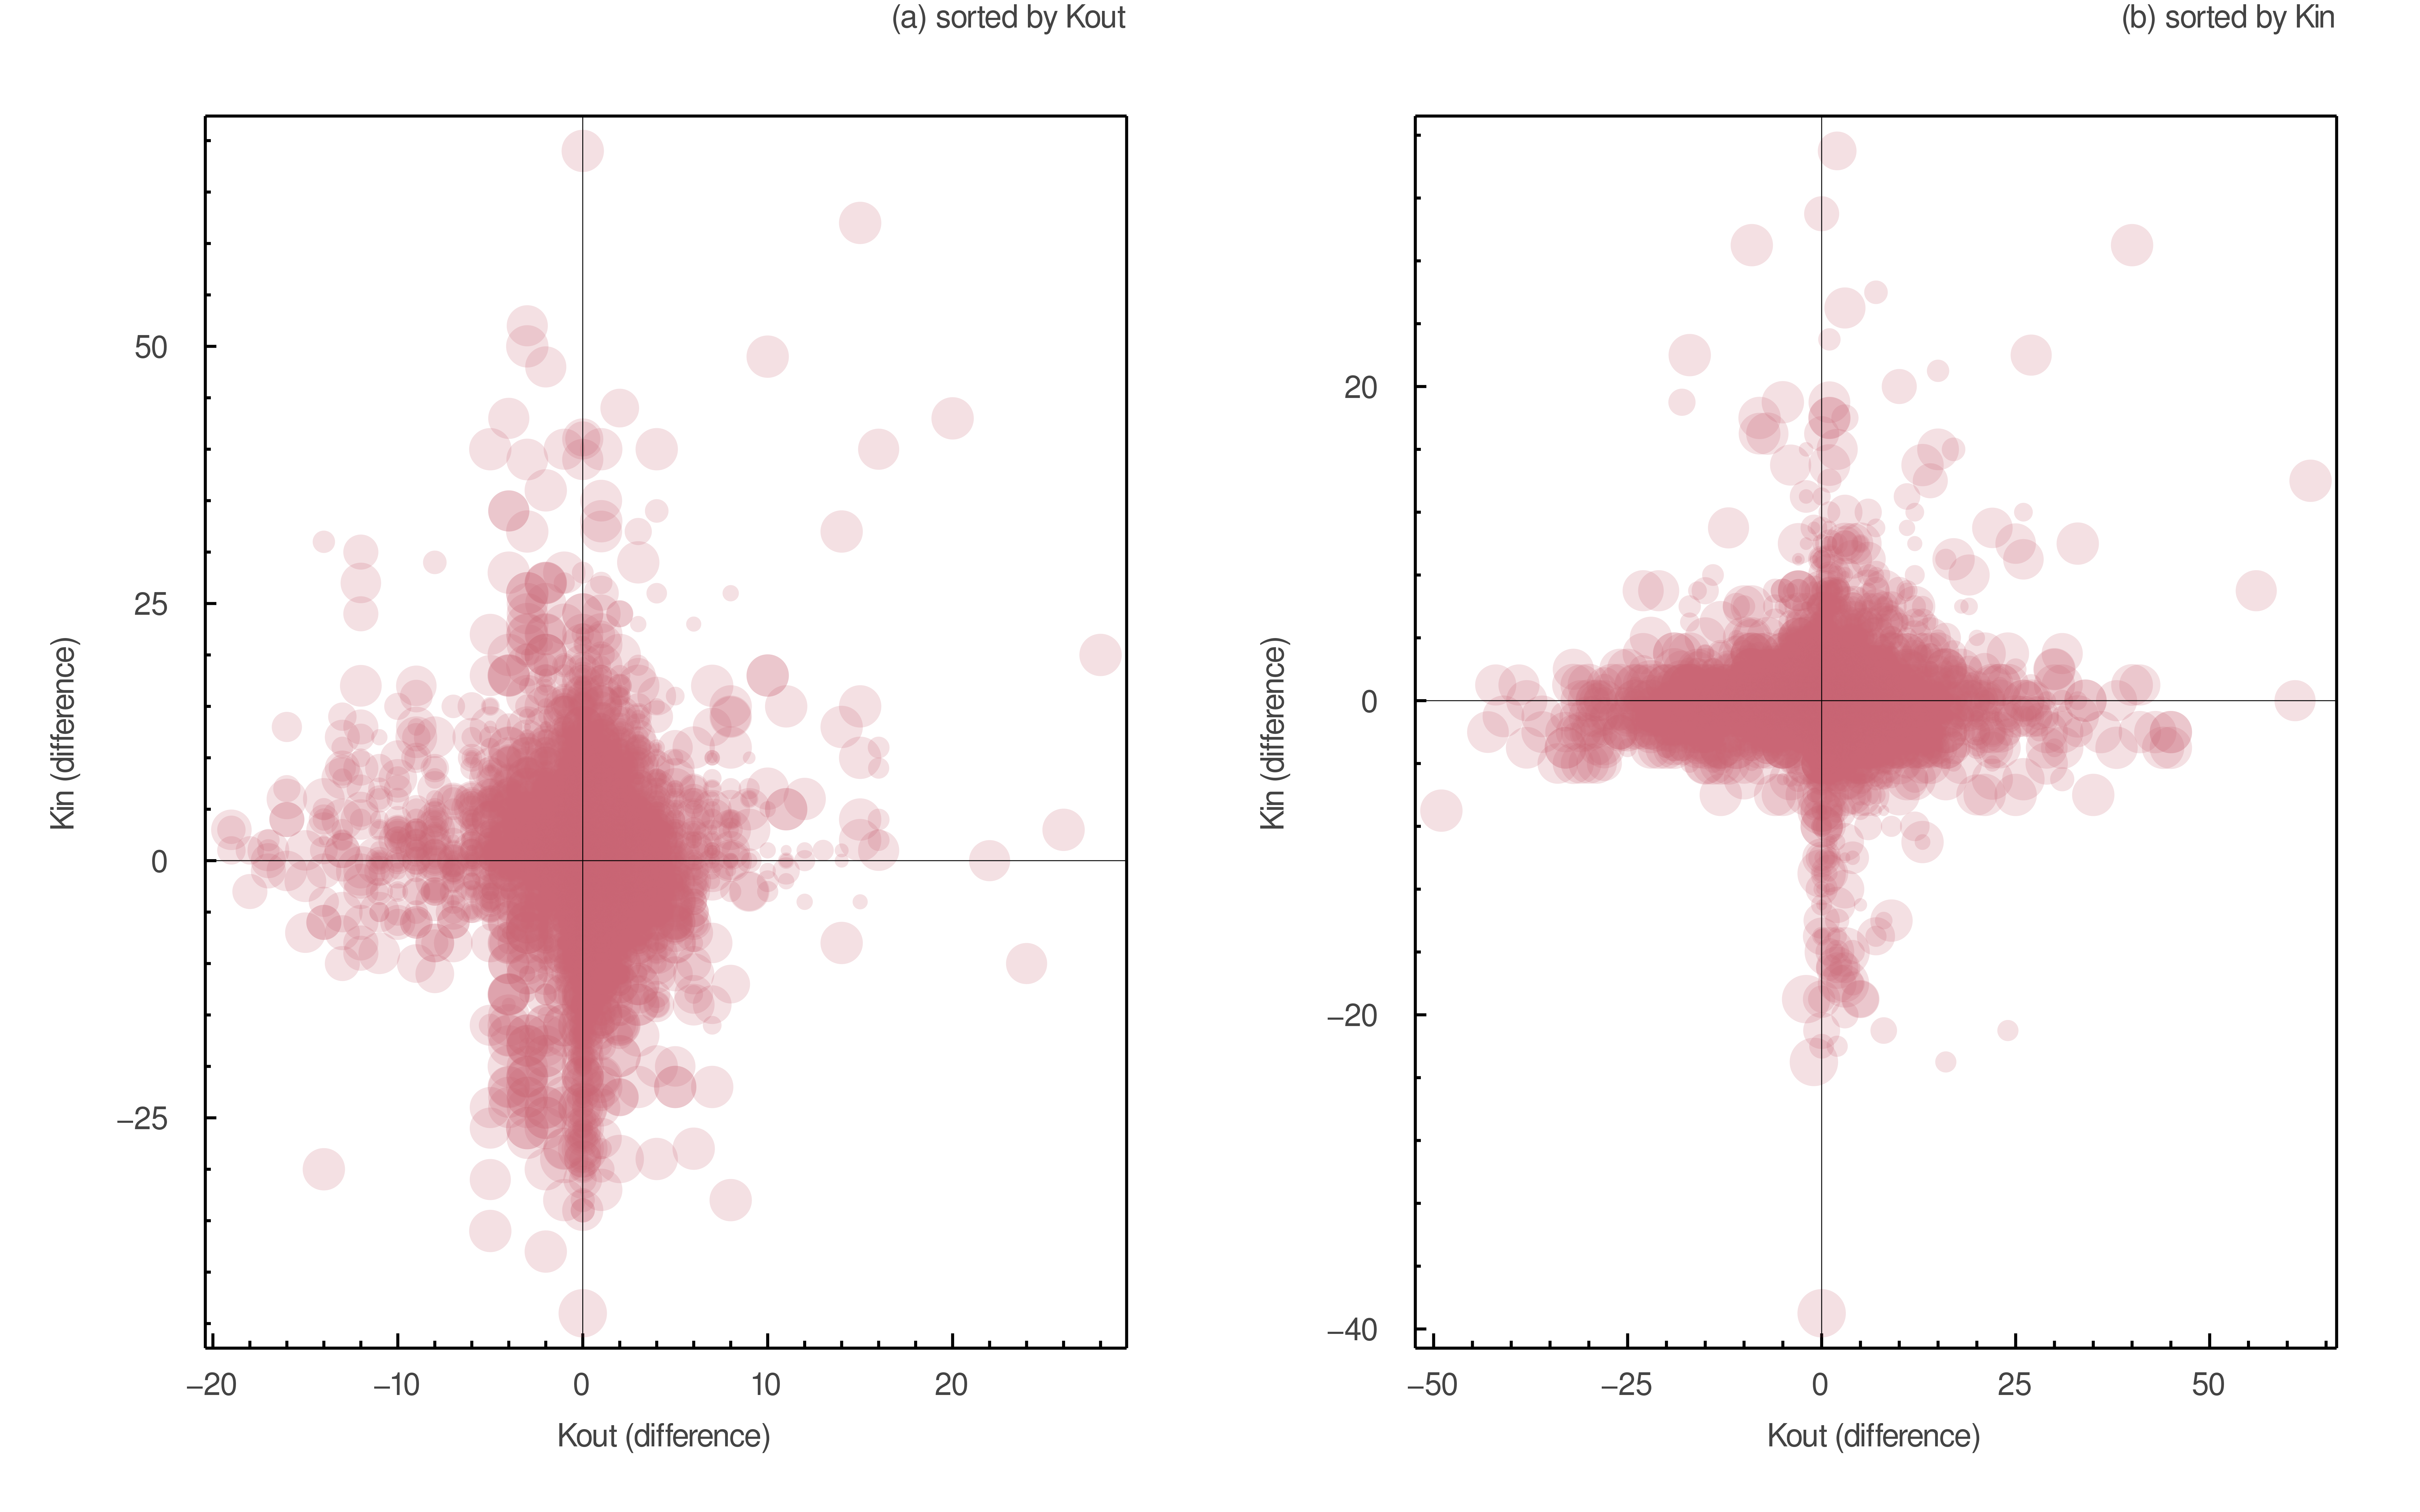 (a) sorted by Kout
(b) sorted by Kin
50
25
0
−25
Kin (difference)
−20 −10 0 10 20
Kout (difference)
20
0
−20
−40
Kin (difference)
−50 −25 0 25 50
Kout (difference)